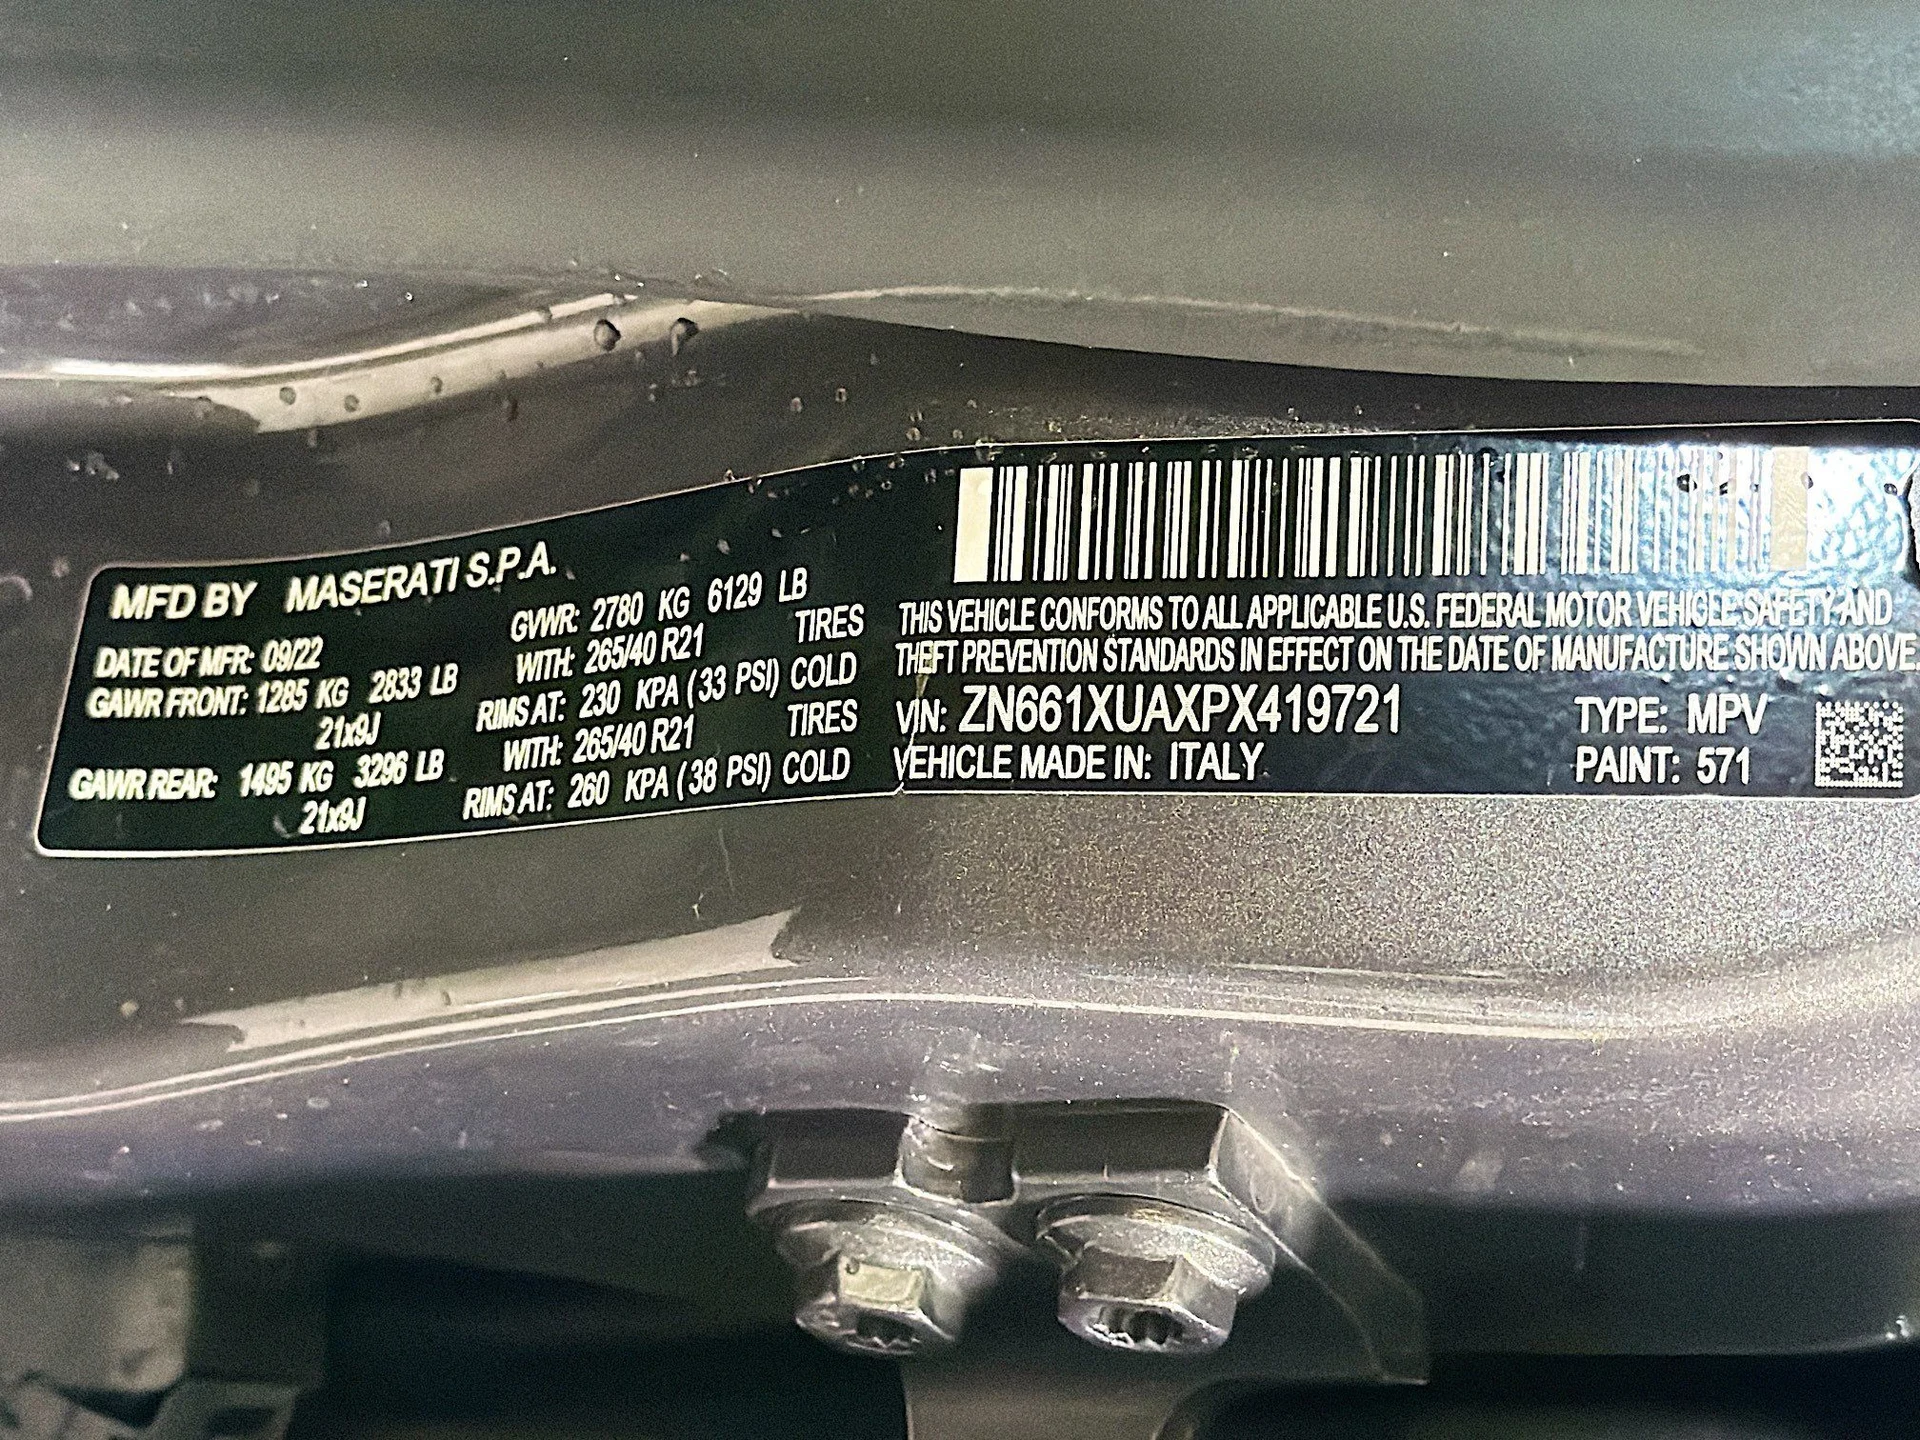 MFD BY MASERATI S.P.A.
DATE OF MFR: 09/22 GVWR: 2780 KG 6129 LB
GAWR FRONT: 1285 KG 2833 LB WITH: 265/40 R21 TIRES
21x9J RIMS AT: 230 KPA (33 PSI) COLD
GAWR REAR: 1495 KG 3296 LB WITH: 265/40 R21 TIRES
21x9J RIMS AT: 260 KPA (38 PSI) COLD
THIS VEHICLE CONFORMS TO ALL APPLICABLE U.S. FEDERAL MOTOR VEHICLE SAFETY AND
THEFT PREVENTION STANDARDS IN EFFECT ON THE DATE OF MANUFACTURE SHOWN ABOVE.
VIN: ZN661XUAXPX419721 TYPE: MPV
VEHICLE MADE IN: ITALY PAINT: 571